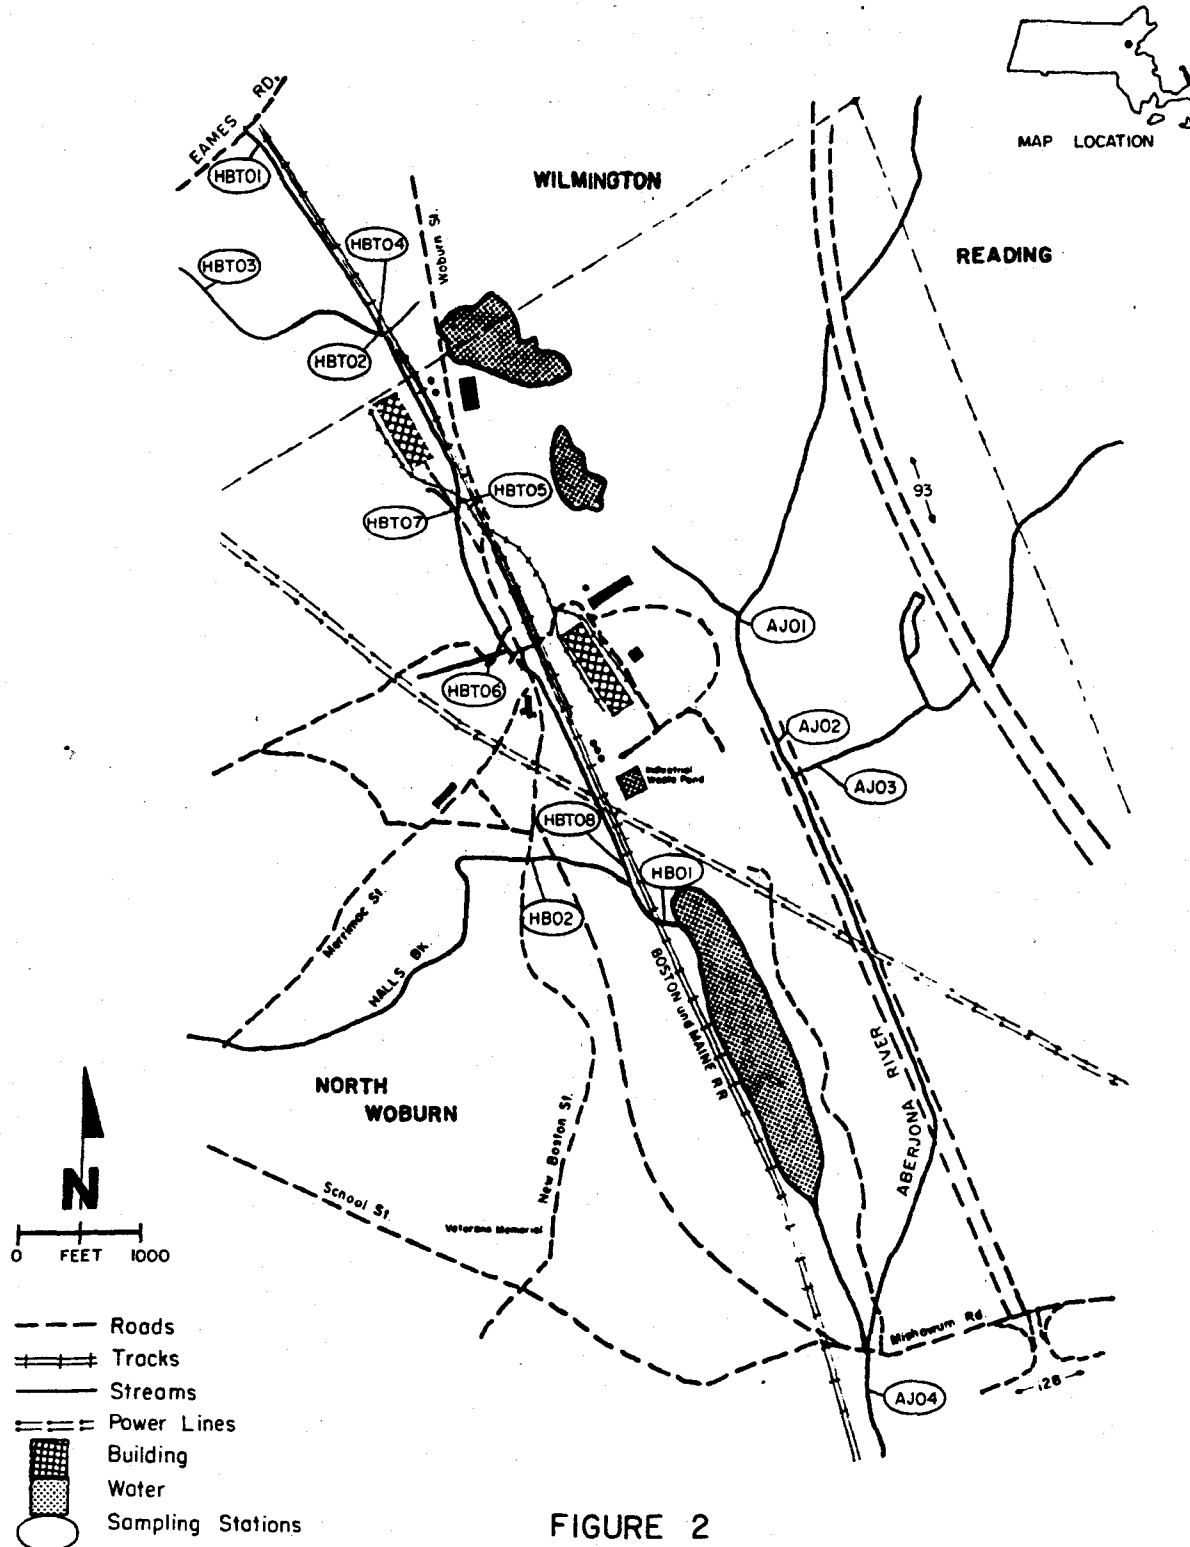 MAP LOCATION
EAMES RD.
HBT01
WILMINGTON
Woburn St.
HBT04
HBT03
READING
HBT02
HBT05
93
HBT07
AJ01
HBT06
AJ02
Industrial
Waste Pond
AJ03
HBT08
HB01
HB02
Merrimac St.
HALLS BK.
BOSTON and MAINE RR
RIVER
ABERJONA
NORTH
WOBURN
New Boston St.
School St.
Veterans Memorial
N
0 FEET 1000
Mishawum Rd.
128
AJ04
Roads
Tracks
Streams
Power Lines
Building
Water
Sampling Stations
FIGURE 2